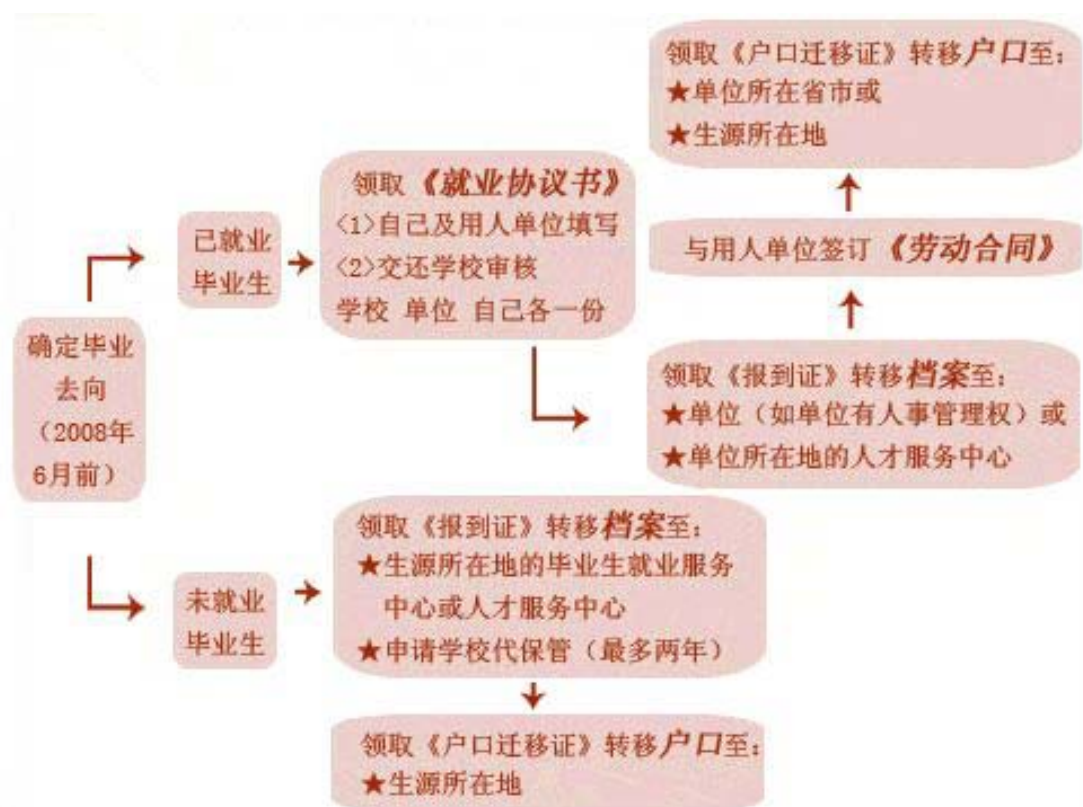 确定毕业
去向
（2008年
6月前）
已就业
毕业生
领取《就业协议书》
<1>自己及用人单位填写
<2>交还学校审核
学校 单位 自己各一份
领取《报到证》转移档案至：
★单位（如单位有人事管理权）或
★单位所在地的人才服务中心
与用人单位签订《劳动合同》
领取《户口迁移证》转移户口至：
★单位所在省市或
★生源所在地
未就业
毕业生
领取《报到证》转移档案至：
★生源所在地的毕业生就业服务
中心或人才服务中心
★申请学校代保管（最多两年）
领取《户口迁移证》转移户口至：
★生源所在地